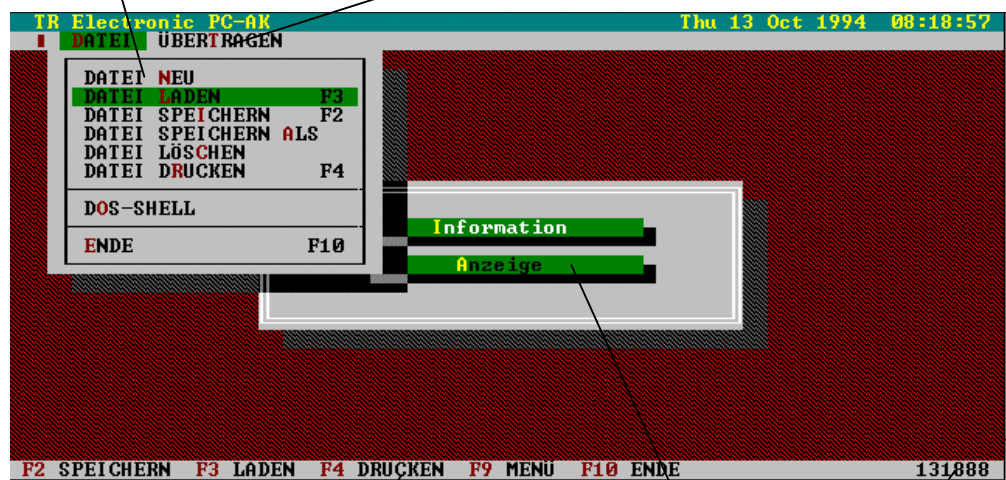 TR Electronic PC-AK Thu 13 Oct 1994 08:18:57
DATEI ÜBERTRAGEN
DATEI NEU
DATEI LADEN F3
DATEI SPEICHERN F2
DATEI SPEICHERN ALS
DATEI LÖSCHEN
DATEI DRUCKEN F4
DOS-SHELL
ENDE F10
Information
Anzeige
F2 SPEICHERN F3 LADEN F4 DRUCKEN F9 MENÜ F10 ENDE 131888